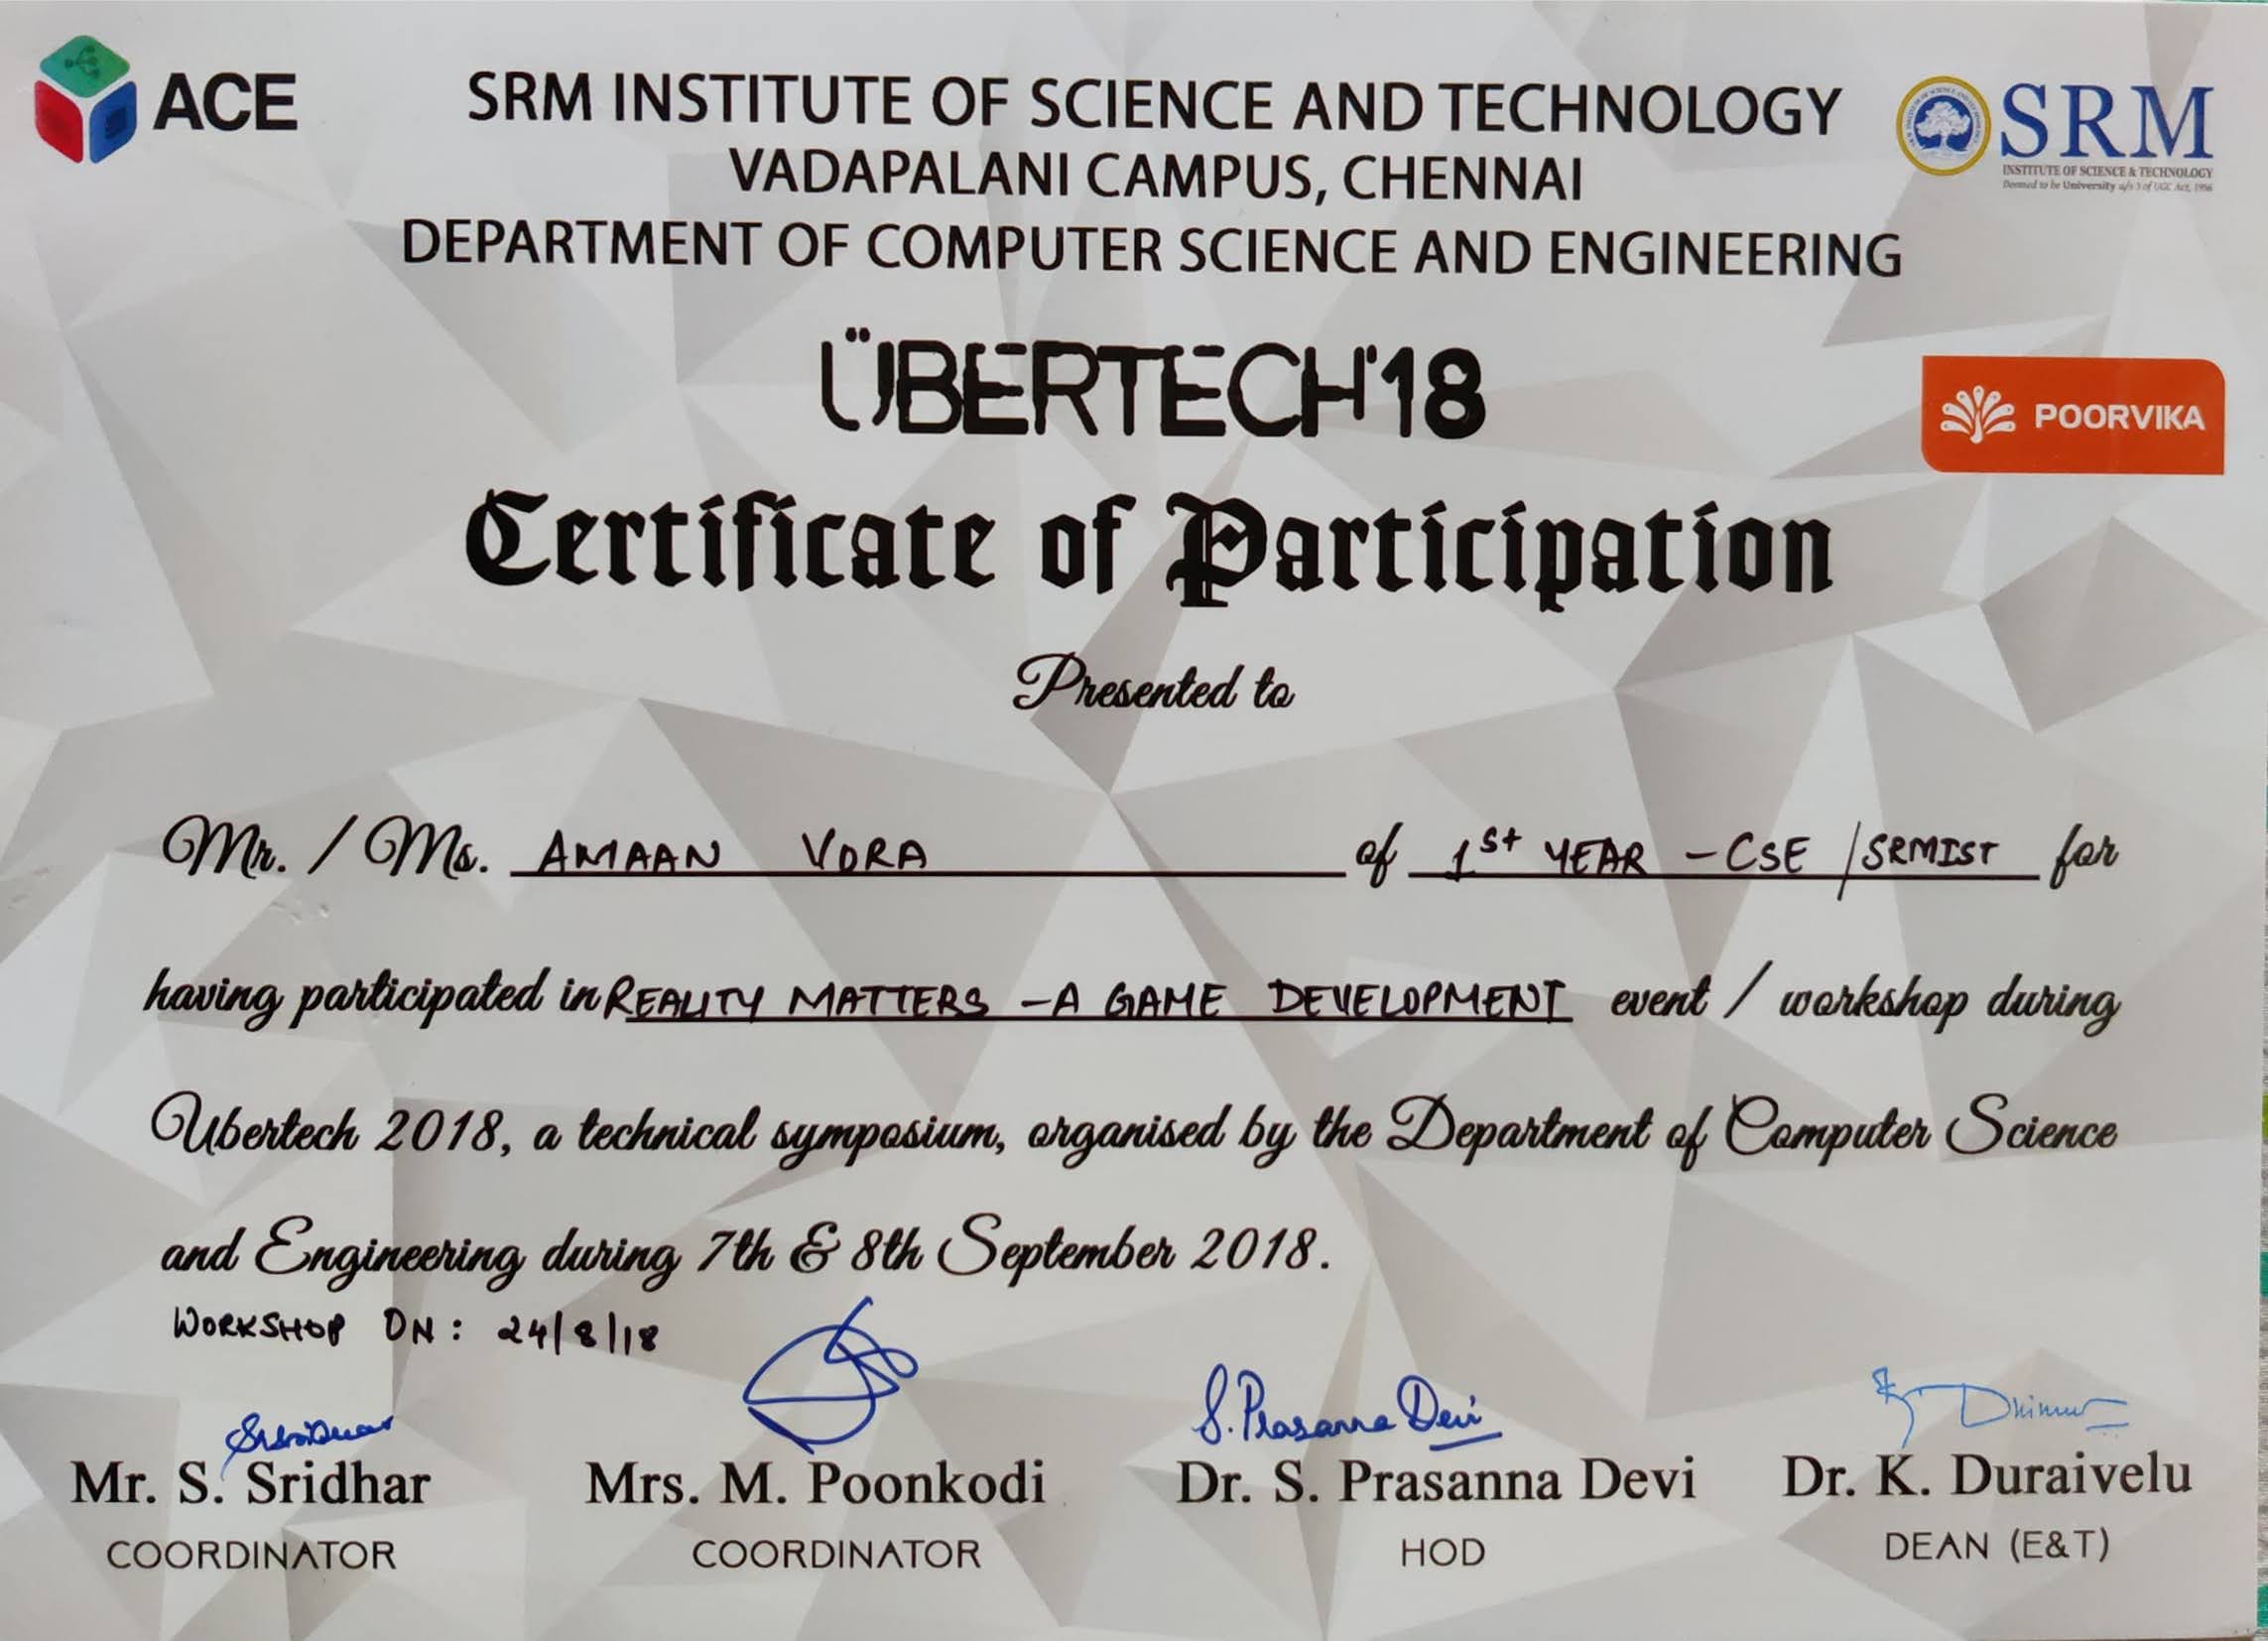 ACE
SRM INSTITUTE OF SCIENCE AND TECHNOLOGY
VADAPALANI CAMPUS, CHENNAI
DEPARTMENT OF COMPUTER SCIENCE AND ENGINEERING
SRM
INSTITUTE OF SCIENCE & TECHNOLOGY
Deemed to be University u/s 3 of UGC Act, 1956
ÜBERTECH'18
POORVIKA
Certificate of Participation
Presented to
Mr. / Ms. AMAAN VORA of 1st YEAR - CSE / SRMIST for
having participated in REALITY MATTERS - A GAME DEVELOPMENT event / workshop during
Ubertech 2018, a technical symposium, organised by the Department of Computer Science
and Engineering during 7th & 8th September 2018.
WORKSHOP ON: 24/8/18
S. Prasanna Devi
Mr. S. Sridhar Mrs. M. Poonkodi Dr. S. Prasanna Devi Dr. K. Duraivelu
COORDINATOR COORDINATOR HOD DEAN (E&T)